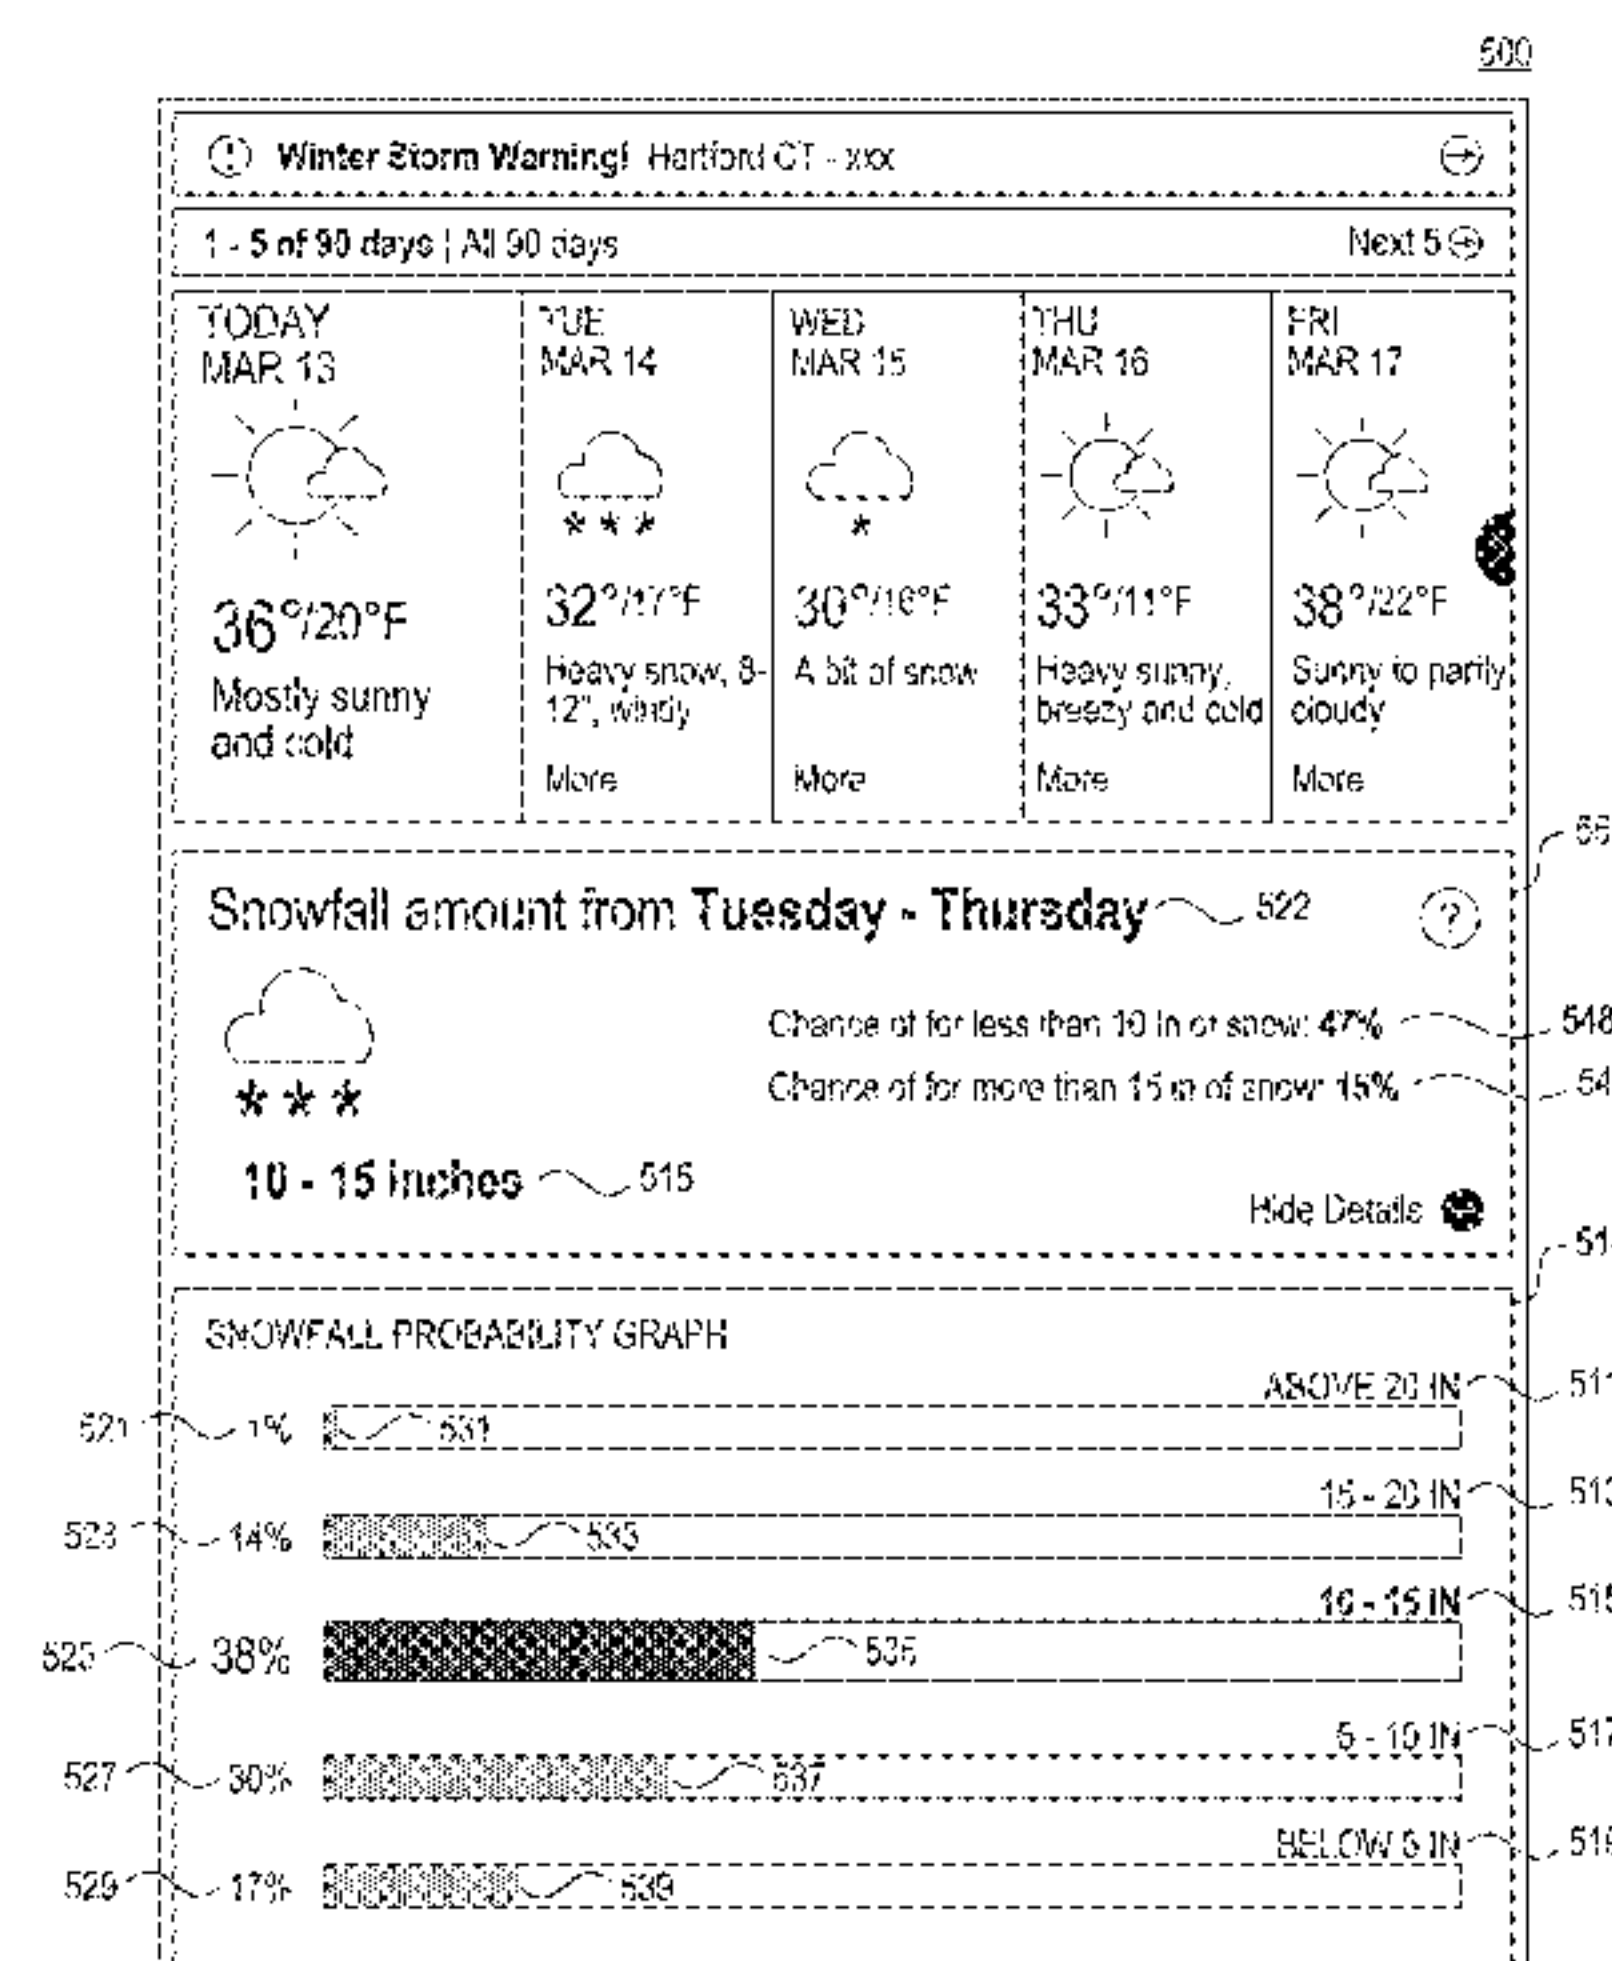 500
Winter Storm Warning! Hartford CT - xxx
1 - 5 of 90 days | All 90 days Next 5
TODAY
MAR 13
TUE
MAR 14
WED
MAR 15
THU
MAR 16
FRI
MAR 17
36°/20°F
32°/17°F
30°/16°F
33°/11°F
38°/22°F
Mostly sunny
and cold
Heavy snow, 8-
12", windy
A bit of snow
Heavy sunny,
breezy and cold
Sunny to partly
cloudy
More
More
More
More
Snowfall amount from Tuesday - Thursday 522
?
Chance of for less than 10 in of snow: 47% 548
Chance of for more than 15 in of snow: 15% 54
10 - 15 inches
Hide Details
51
SNOWFALL PROBABILITY GRAPH
ABOVE 20 IN 511
521 1% 531
15 - 20 IN 513
523 14% 533
10 - 15 IN 515
525 38% 535
5 - 10 IN 517
527 30% 537
BELOW 5 IN 519
529 17% 539